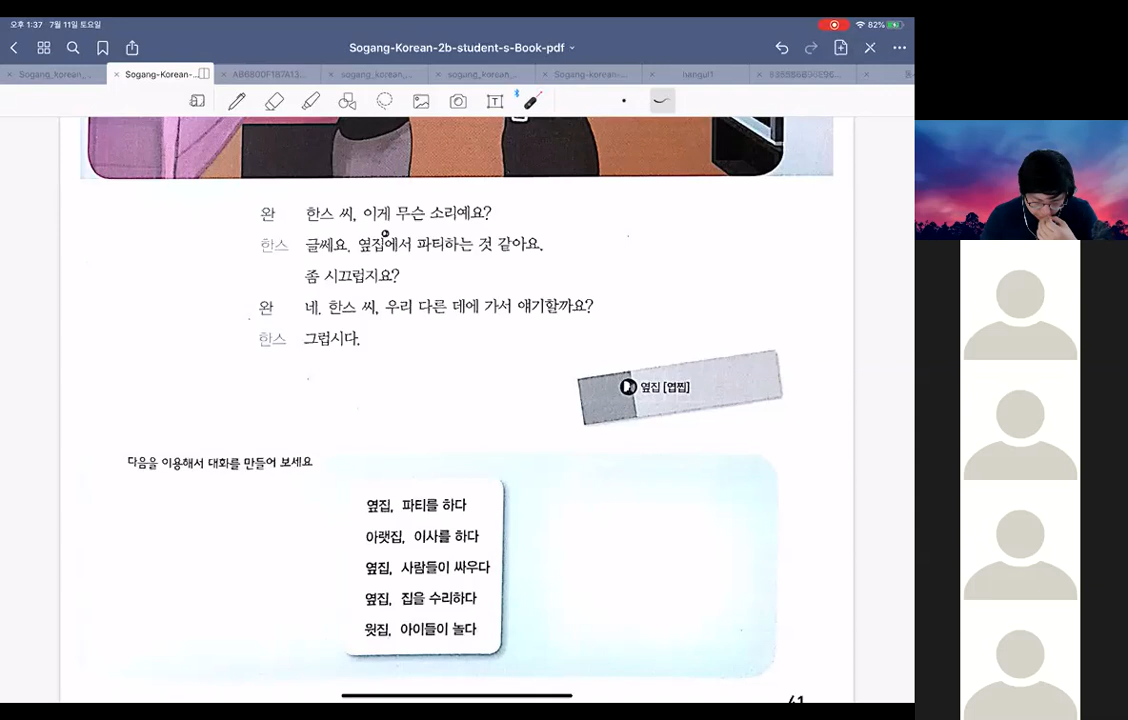 오후 1:37 7월 11일 토요일
82%
Sogang-Korean-2b-student-s-Book-pdf
Sogang_korean_...
Sogang-Korean-...
AB6800F187A13...
sogang_korean_...
sogang_korean_...
Sogang-korean-...
hangul1
완 한스 씨, 이게 무슨 소리예요?
한스 글쎄요. 옆집에서 파티하는 것 같아요.
좀 시끄럽지요?
완 네. 한스 씨, 우리 다른 데에 가서 얘기할까요?
한스 그럽시다.
옆집 [엽찝]
다음을 이용해서 대화를 만들어 보세요
옆집, 파티를 하다
아랫집, 이사를 하다
옆집, 사람들이 싸우다
옆집, 집을 수리하다
윗집, 아이들이 놀다
41